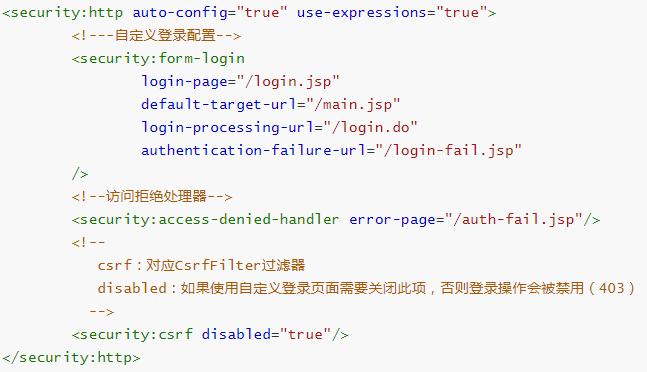 <security:http auto-config="true" use-expressions="true">
<!---自定义登录配置-->
<security:form-login
login-page="/login.jsp"
default-target-url="/main.jsp"
login-processing-url="/login.do"
authentication-failure-url="/login-fail.jsp"
/>
<!--访问拒绝处理器-->
<security:access-denied-handler error-page="/auth-fail.jsp"/>
<!--
csrf：对应CsrfFilter过滤器
disabled：如果使用自定义登录页面需要关闭此项，否则登录操作会被禁用（403）
-->
<security:csrf disabled="true"/>
</security:http>